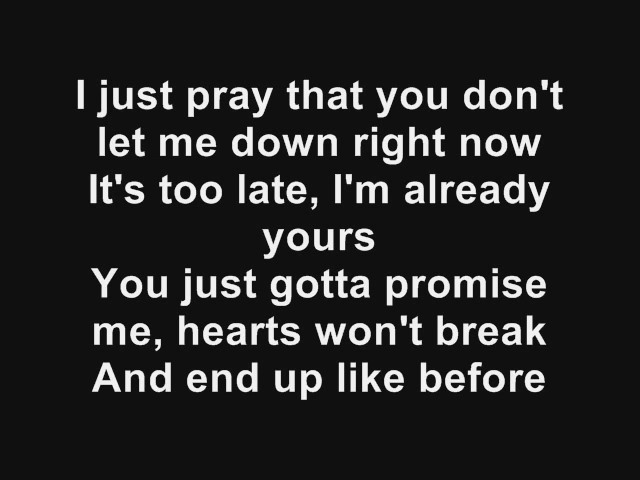 I just pray that you don't
let me down right now
It's too late, I'm already
yours
You just gotta promise
me, hearts won't break
And end up like before